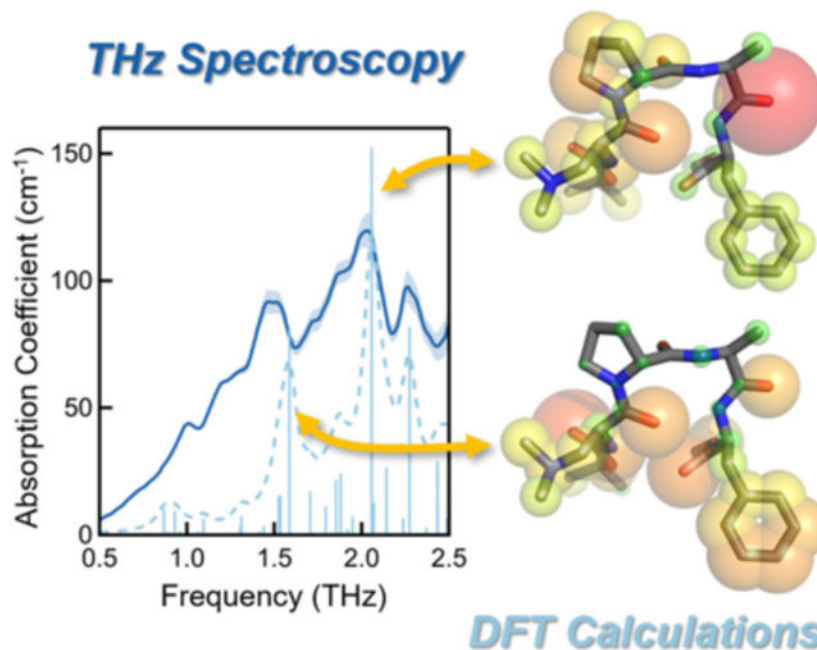 THz Spectroscopy
Absorption Coefficient (cm⁻¹)
150
100
50
0
0.5 1.0 1.5 2.0 2.5
Frequency (THz)
DFT Calculations